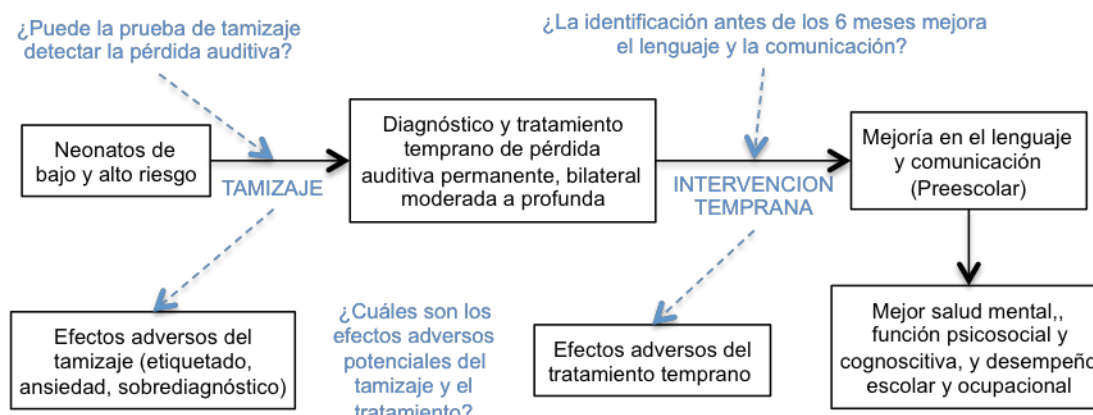 ¿Puede la prueba de tamizaje
detectar la pérdida auditiva?
¿La identificación antes de los 6 meses mejora
el lenguaje y la comunicación?
Neonatos de
bajo y alto riesgo
TAMIZAJE
Diagnóstico y tratamiento
temprano de pérdida
auditiva permanente, bilateral
moderada a profunda
INTERVENCION
TEMPRANA
Mejoría en el lenguaje
y comunicación
(Preescolar)
Efectos adversos del
tamizaje (etiquetado,
ansiedad, sobrediagnóstico)
¿Cuáles son los
efectos adversos
potenciales del
tamizaje y el
tratamiento?
Efectos adversos del
tratamiento temprano
Mejor salud mental,,
función psicosocial y
cognoscitiva, y desempeño
escolar y ocupacional